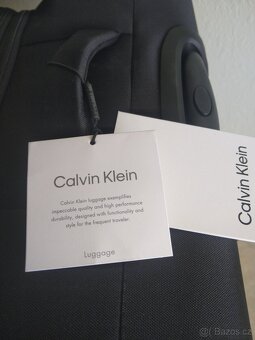 Calvin Klein
Calvin Klein luggage exemplifies
impeccable quality and high performance
durability, designed with functionality and
style for the frequent traveler.
Luggage
Calvin Klein
Bazos.cz